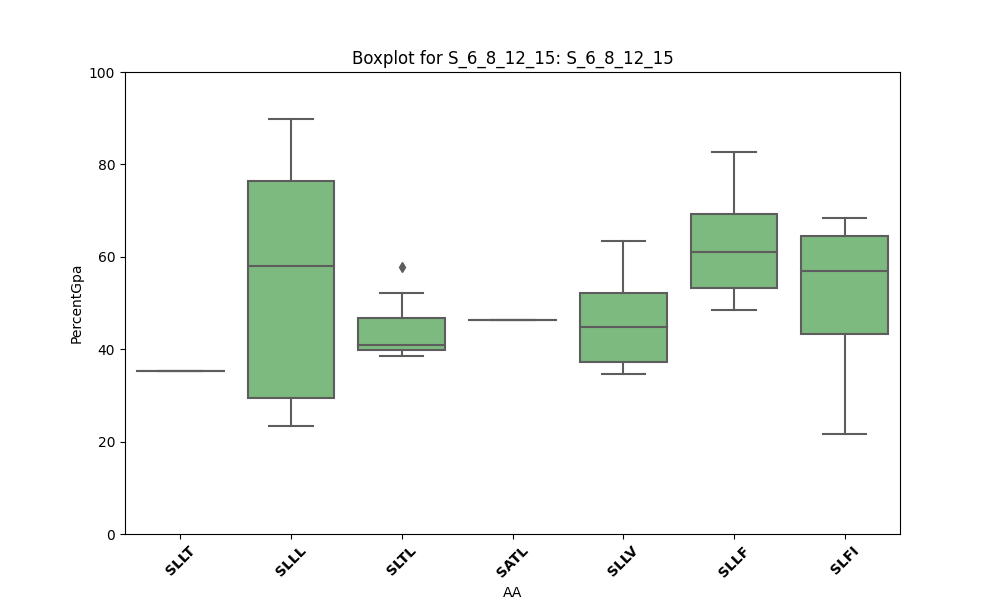 Boxplot for S_6_8_12_15: S_6_8_12_15
100
80
60
40
20
0
PercentGpa
SLLT SLLL SLTL SATL SLLV SLLF SLFI
AA